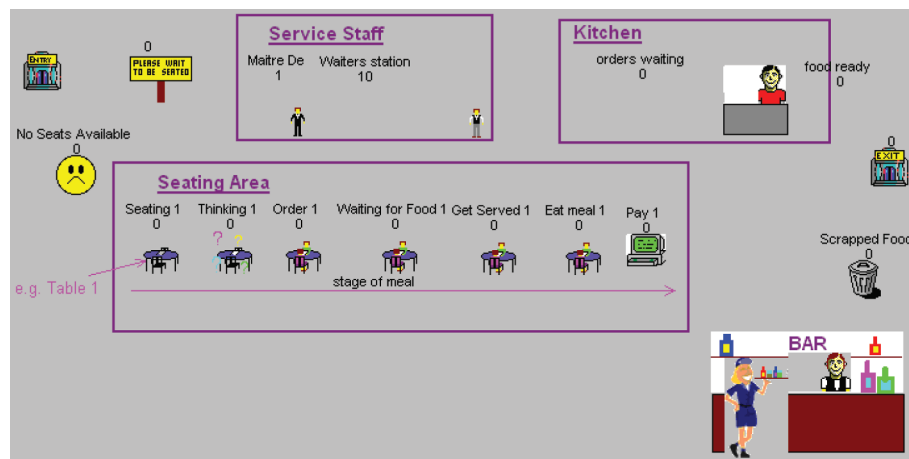 Service Staff
Kitchen
ENTRY
0
PLEASE WAIT
TO BE SEATED
Maitre De
1
Waiters station
10
orders waiting
0
food ready
0
No Seats Available
0
0
EXIT
Seating Area
Seating 1
0
Thinking 1
0
Order 1
0
Waiting for Food 1
0
Get Served 1
0
Eat meal 1
0
Pay 1
0
? ?
e.g. Table 1
stage of meal
Scrapped Food
0
BAR